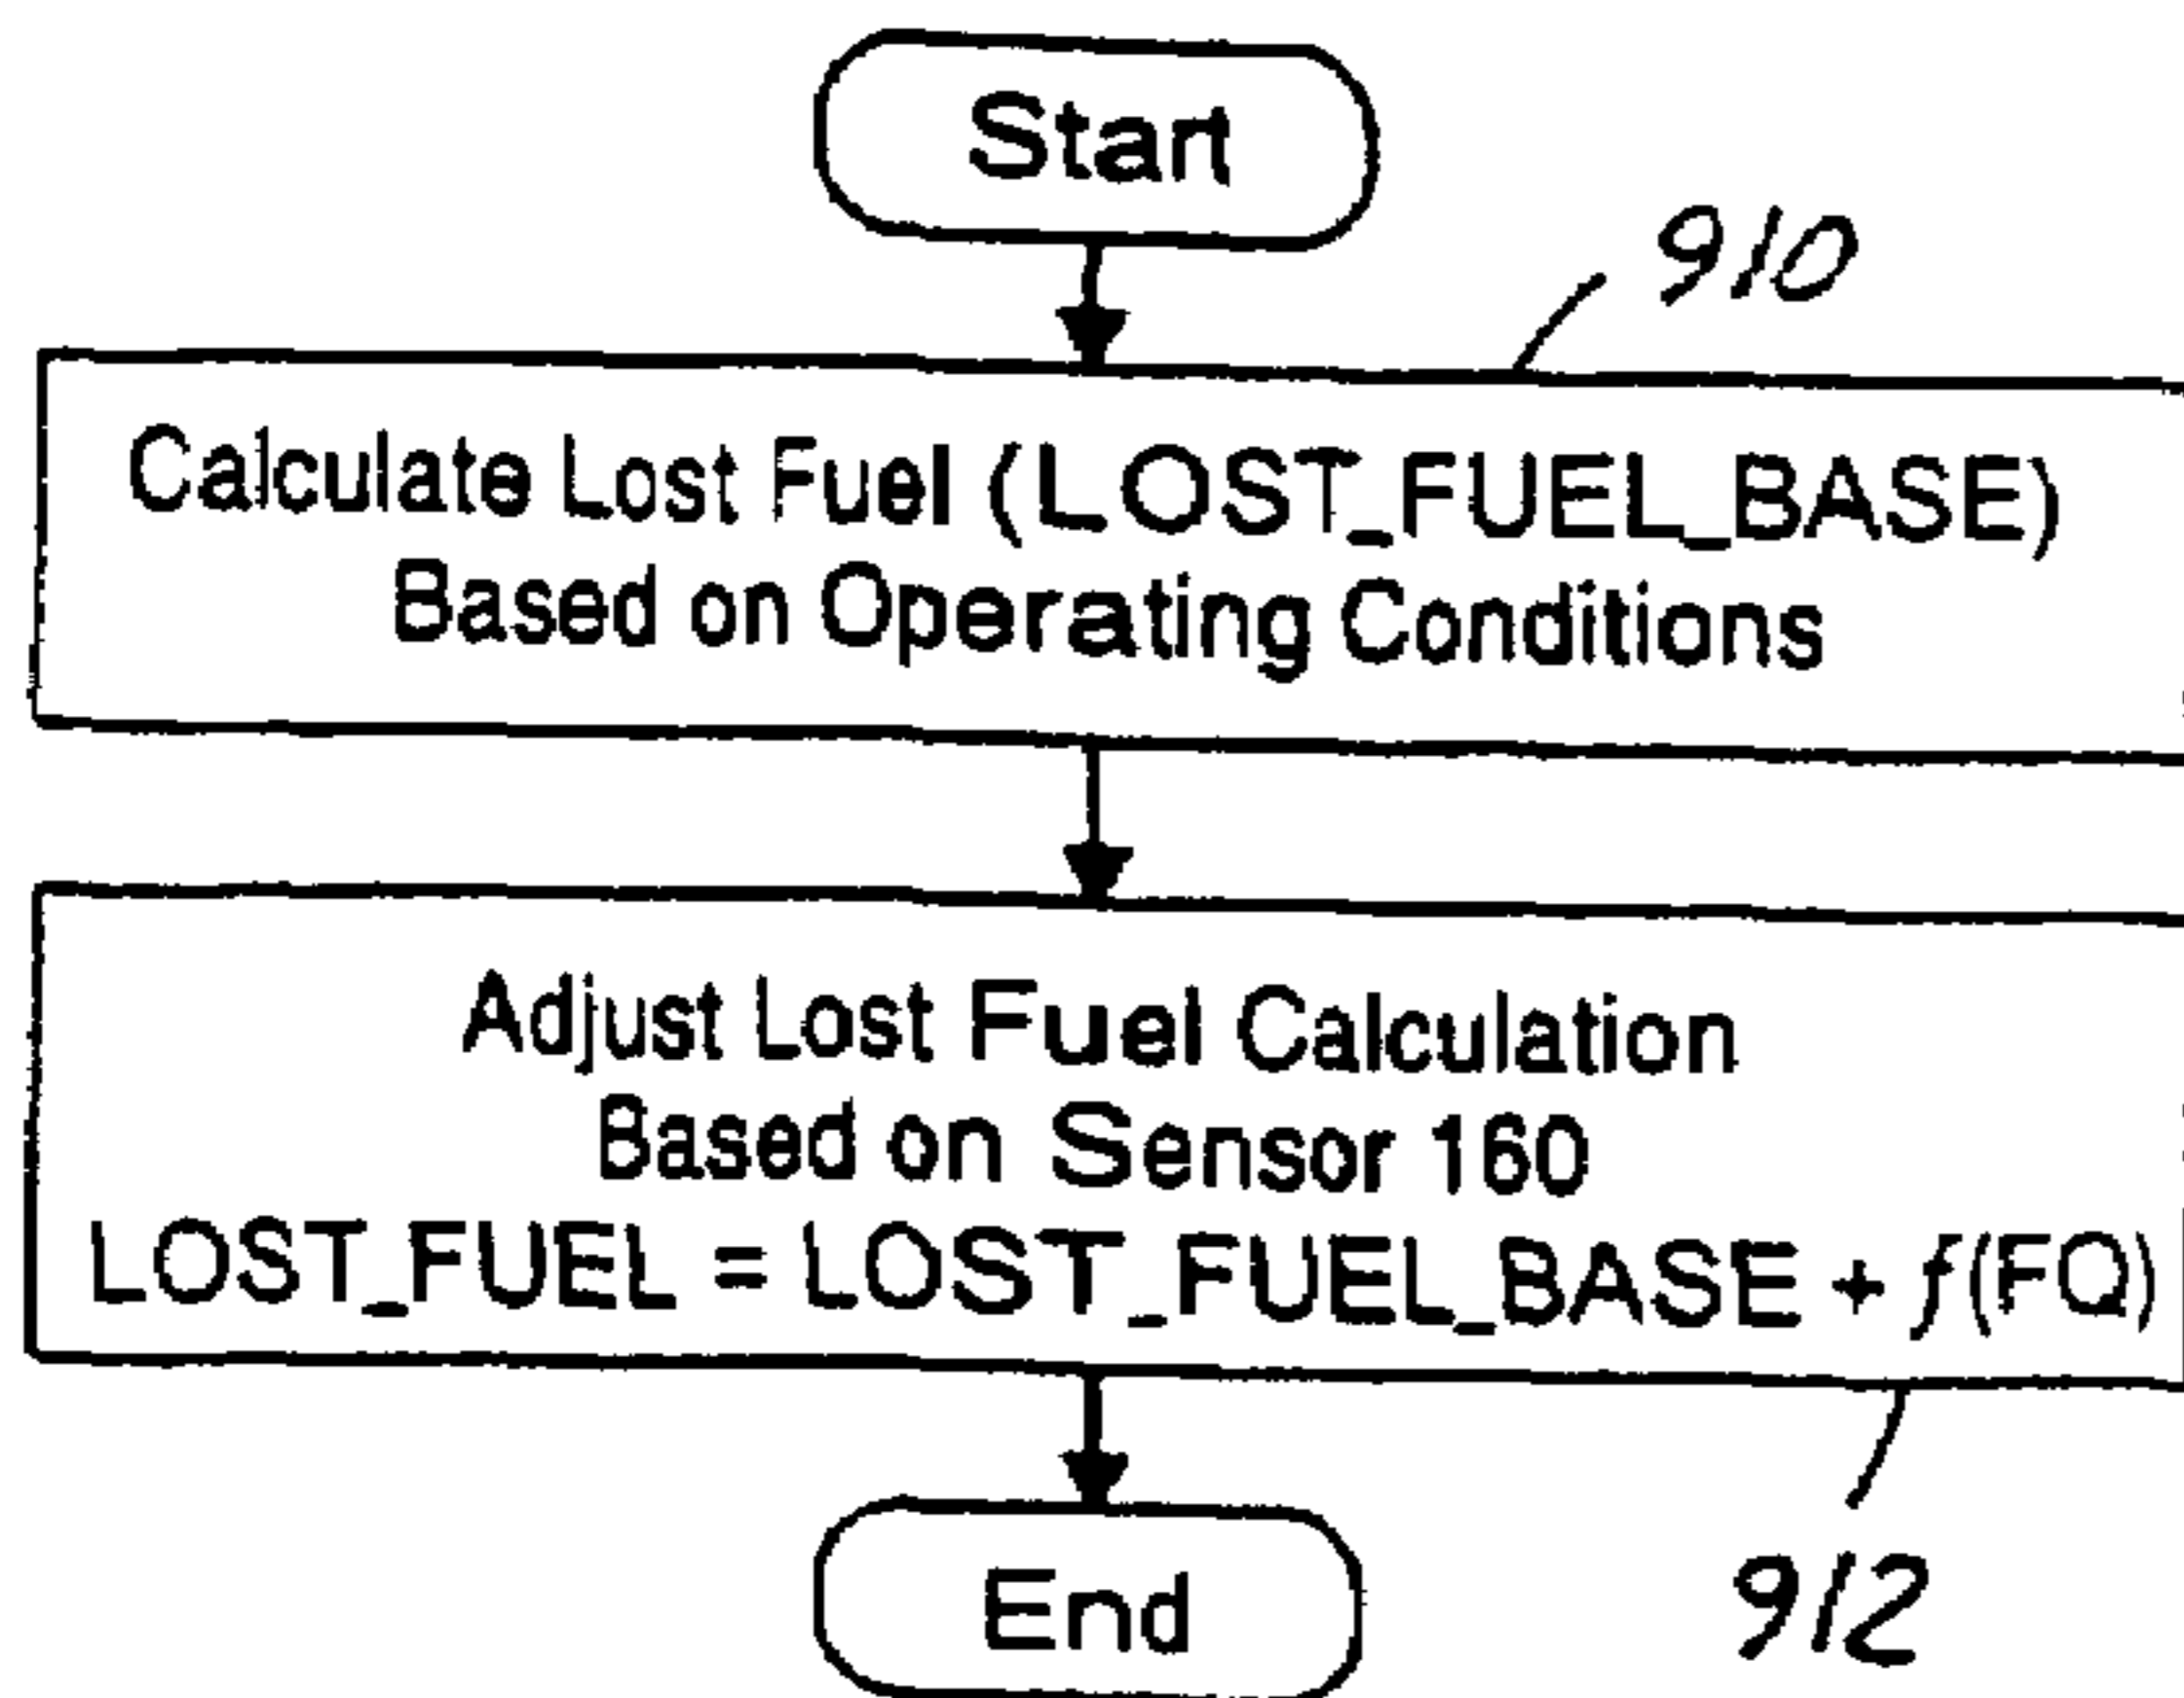 Start
910
Calculate Lost Fuel (LOST_FUEL_BASE)
Based on Operating Conditions
Adjust Lost Fuel Calculation
Based on Sensor 160
LOST_FUEL = LOST_FUEL_BASE + f(FQ)
End
912